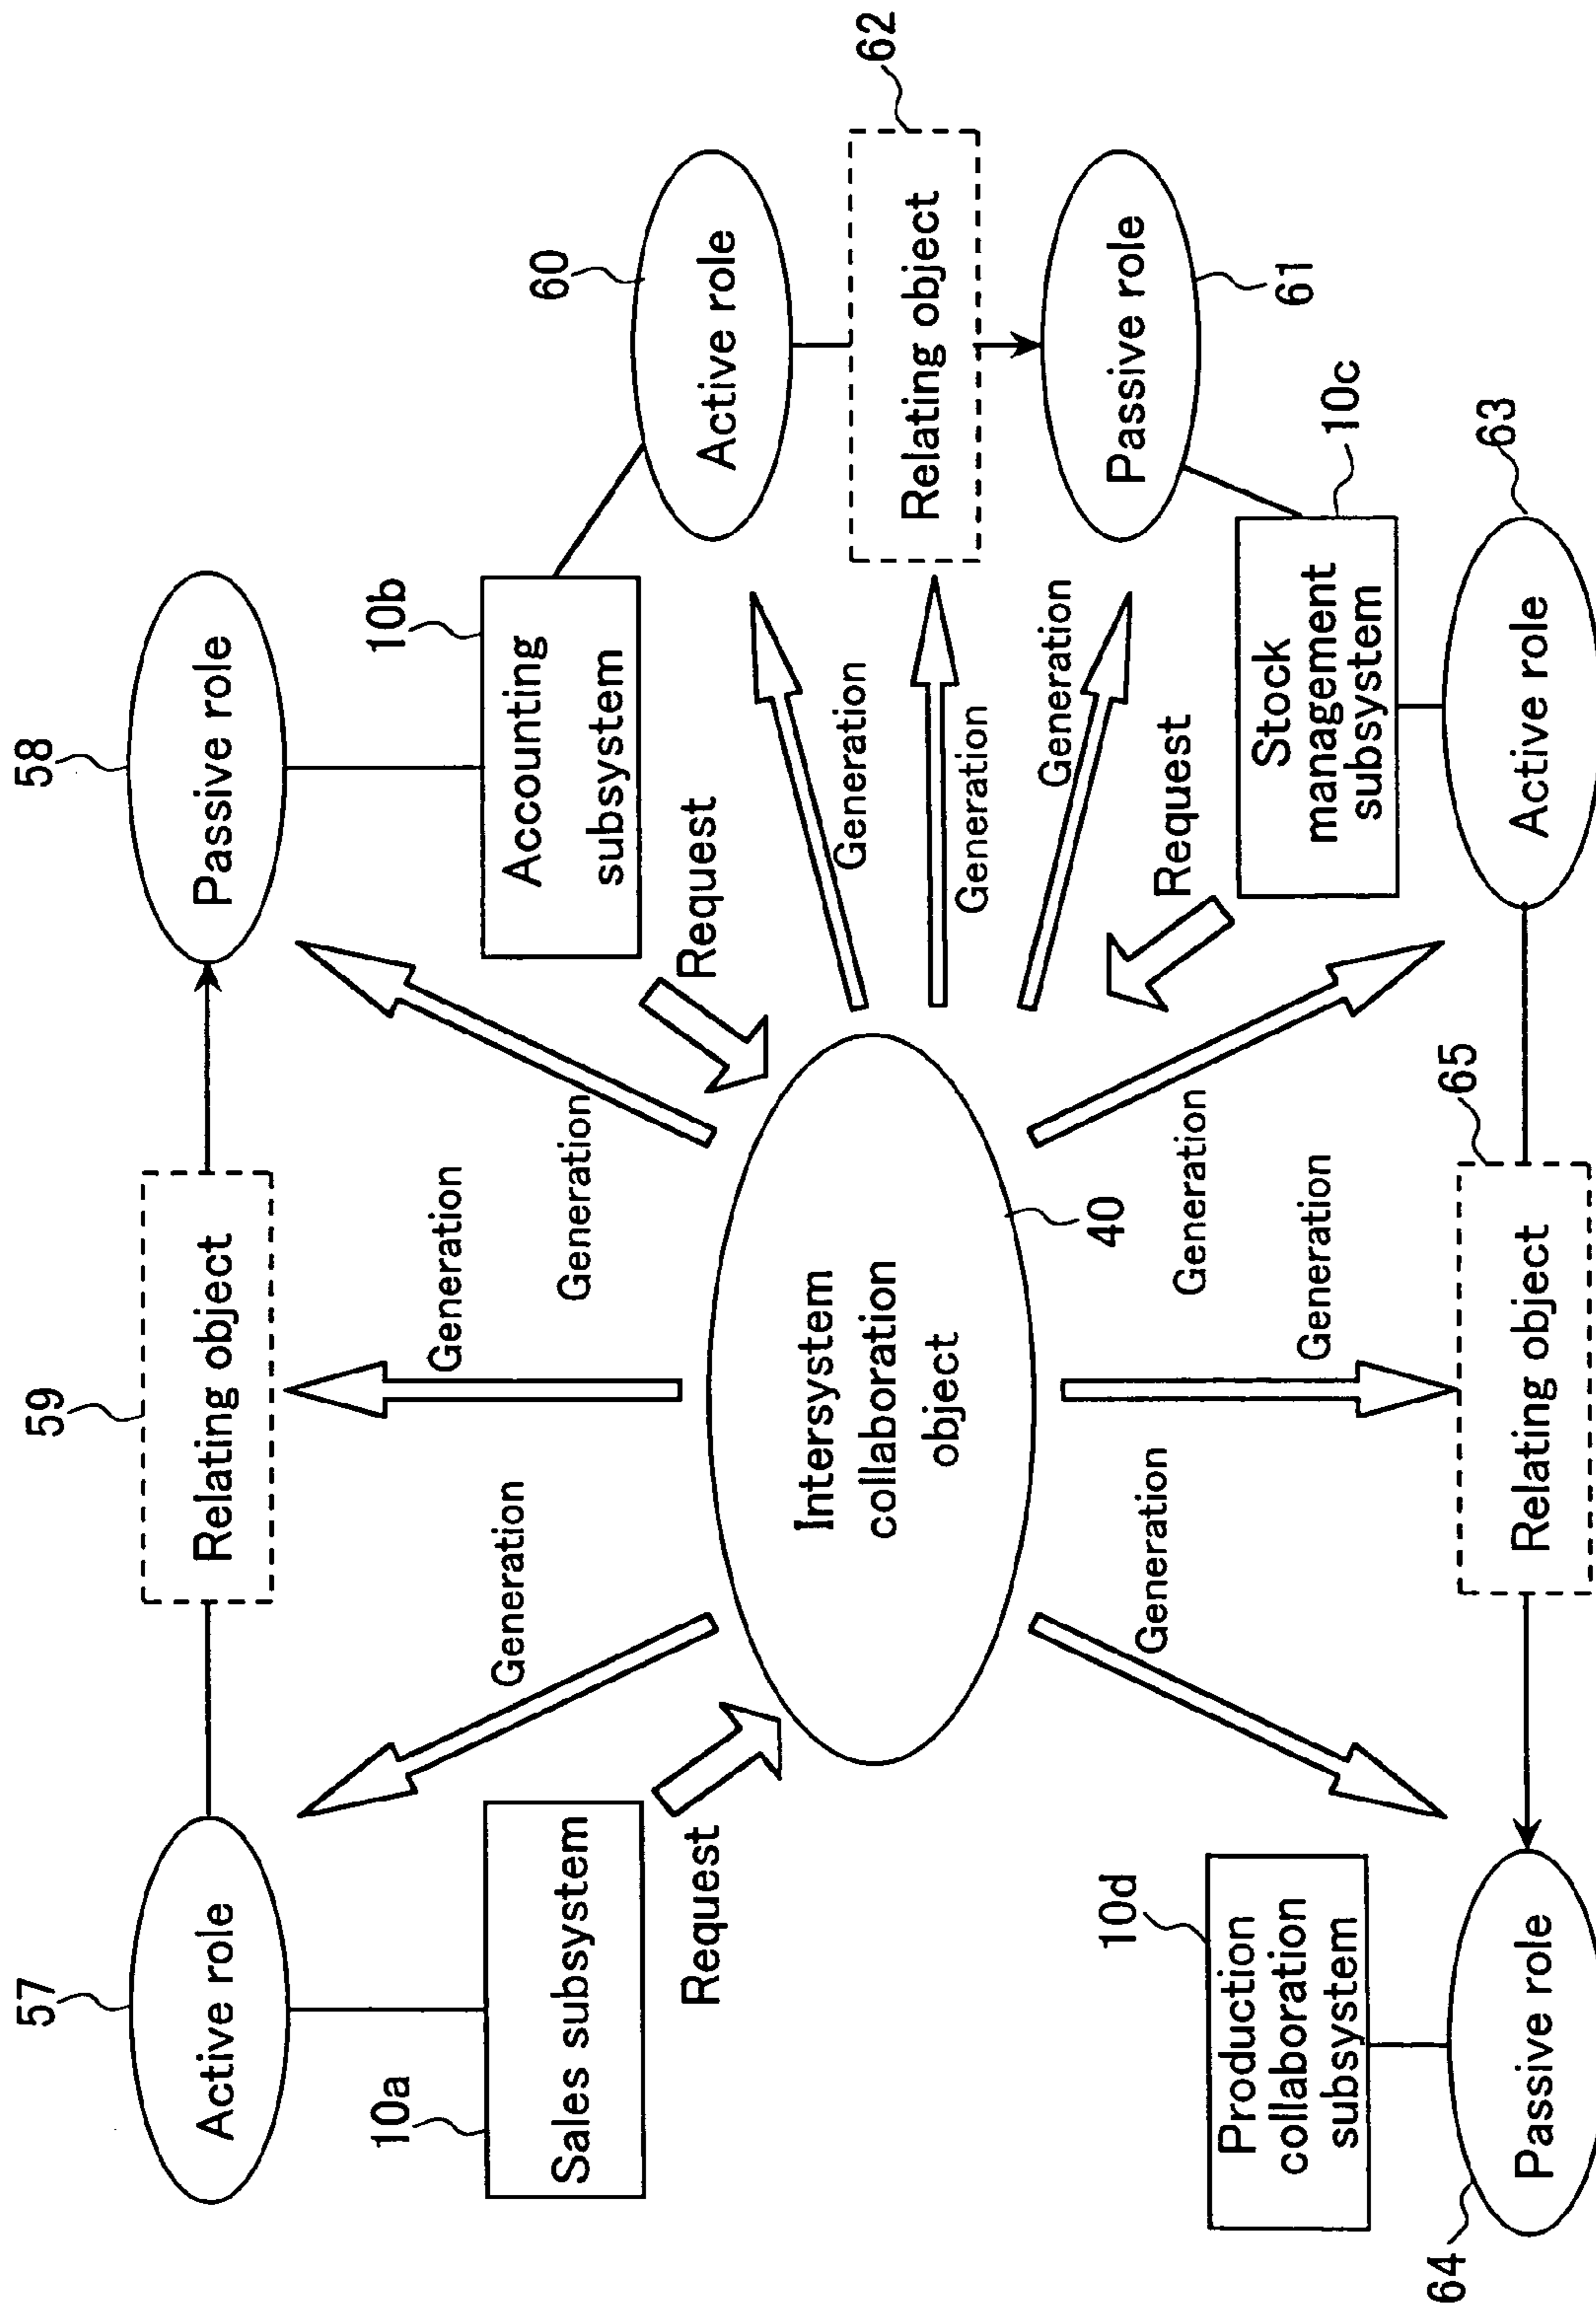 57
Active role
59
Relating object
58
Passive role
10a
Sales subsystem
Generation
Generation
Generation
10b
Accounting
subsystem
Request
Request
60
Active role
Generation
62
Relating object
Generation
Intersystem
collaboration
object
40
Generation
Passive role
61
Request
10d
Production
collaboration
subsystem
Generation
Generation
Generation
Stock
management
subsystem
10c
64
Passive role
65
Relating object
63
Active role